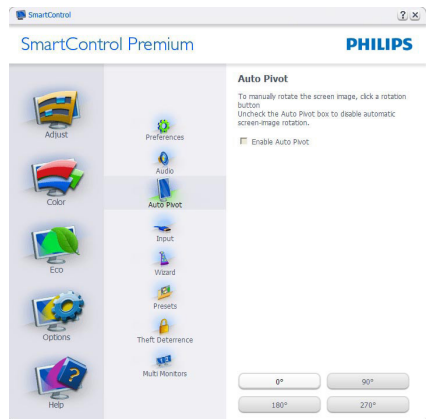 SmartControl
SmartControl Premium
PHILIPS
Adjust
Color
Eco
Options
Help
Preferences
Audio
Auto Pivot
Input
Wizard
Presets
Theft Deterrence
Multi Monitors
Auto Pivot
To manually rotate the screen image, click a rotation
button
Uncheck the Auto Pivot box to disable automatic
screen-image rotation.
Enable Auto Pivot
0°
90°
180°
270°